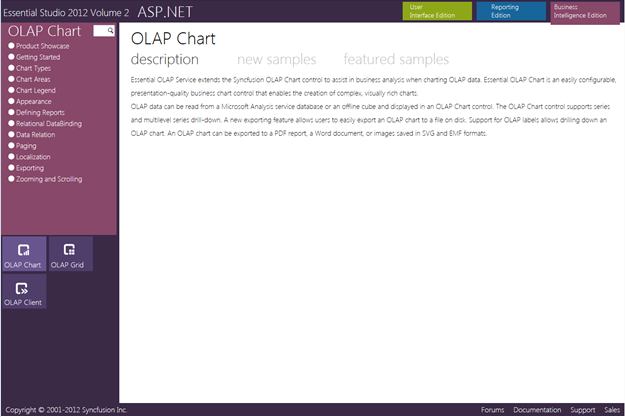 Essential Studio 2012 Volume 2 ASP.NET
User
Interface Edition
Reporting
Edition
Business
Intelligence Edition
OLAP Chart
Product Showcase
Getting Started
Chart Types
Chart Areas
Chart Legend
Appearance
Defining Reports
Relational DataBinding
Data Relation
Paging
Localization
Exporting
Zooming and Scrolling
OLAP Chart
OLAP Grid
OLAP Client
OLAP Chart
description new samples featured samples
Essential OLAP Service extends the Syncfusion OLAP Chart control to assist in business analysis when charting OLAP data. Essential OLAP Chart is an easily configurable,
presentation-quality business chart control that enables the creation of complex, visually rich charts.
OLAP data can be read from a Microsoft Analysis service database or an offline cube and displayed in an OLAP Chart control. The OLAP Chart control supports series
and multilevel series drill-down. A new exporting feature allows users to easily export an OLAP chart to a file on disk. Support for OLAP labels allows drilling down an
OLAP chart. An OLAP chart can be exported to a PDF report, a Word document, or images saved in SVG and EMF formats.
Copyright © 2001-2012 Syncfusion Inc.
Forums Documentation Support Sales